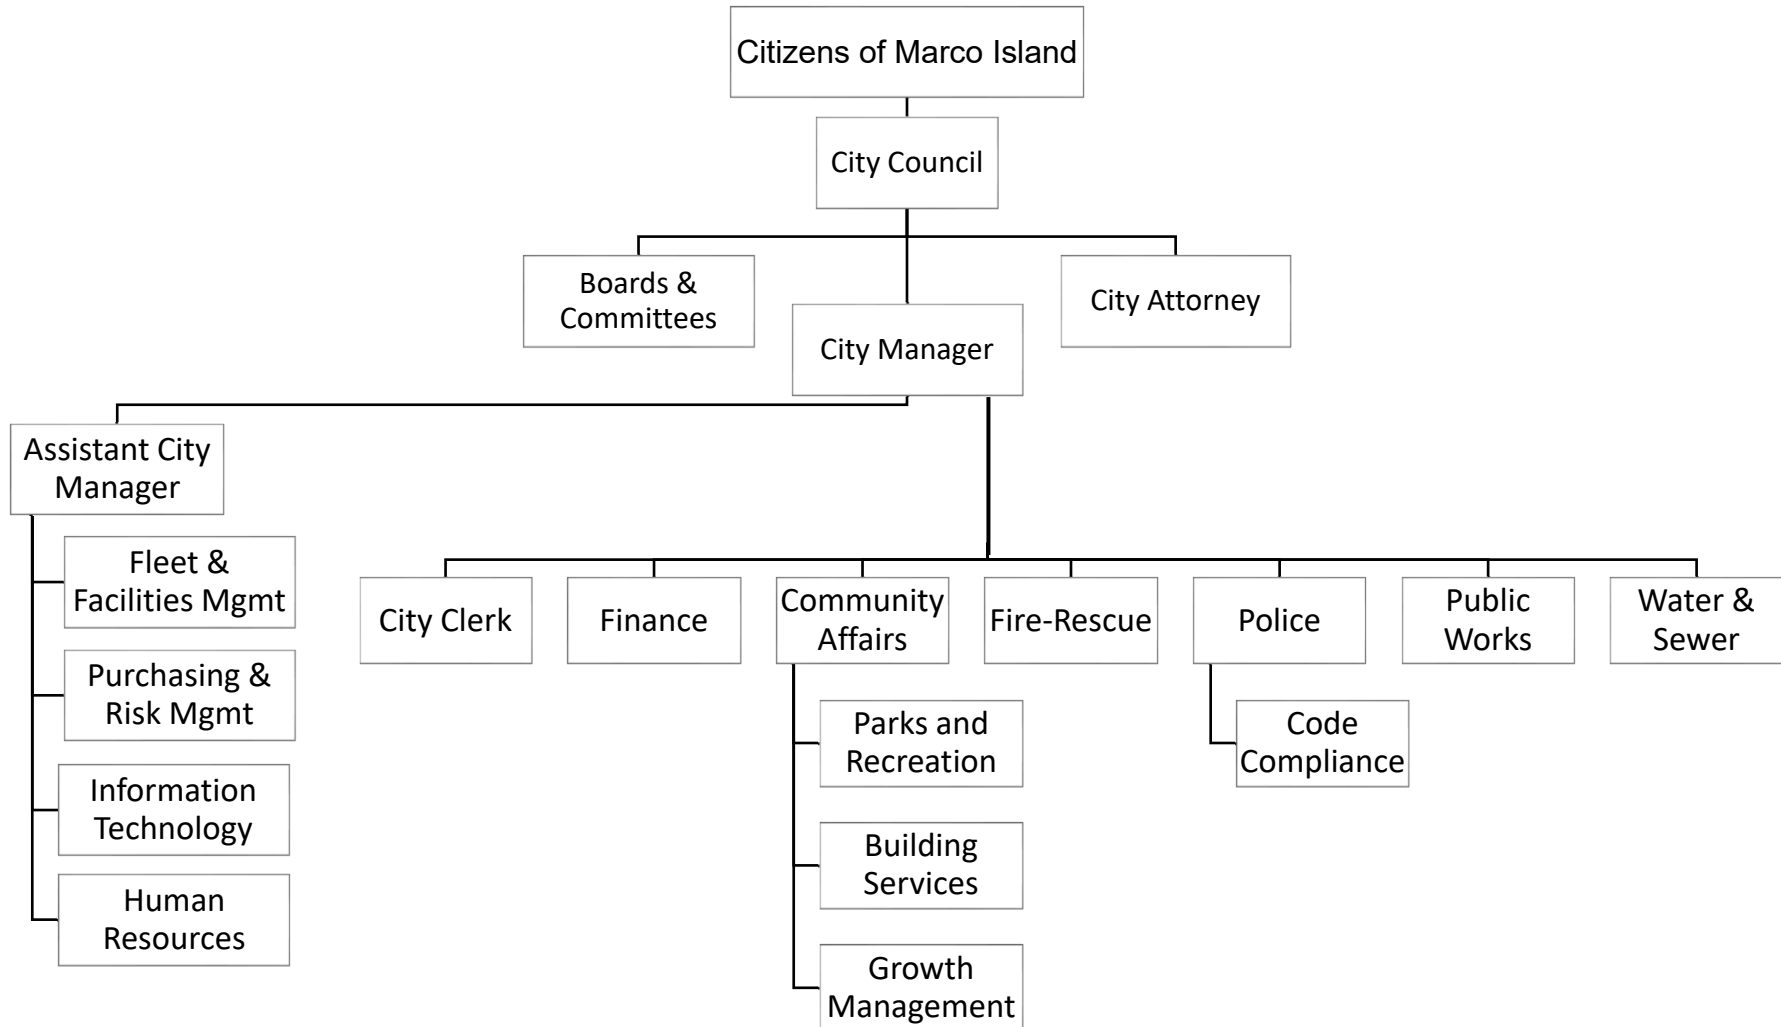 Citizens of Marco Island
City Council
Boards &
Committees
City Manager
City Attorney
Assistant City
Manager
Fleet &
Facilities Mgmt
Purchasing &
Risk Mgmt
Information
Technology
Human
Resources
City Clerk
Finance
Community
Affairs
Parks and
Recreation
Building
Services
Growth
Management
Fire-Rescue
Police
Code
Compliance
Public
Works
Water &
Sewer